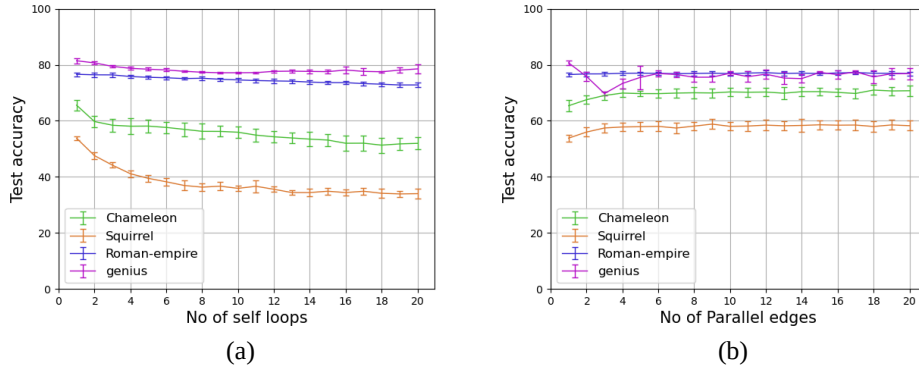 100
80
60
40
20
0
Test accuracy
Chameleon
Squirrel
Roman-empire
genius
0 2 4 6 8 10 12 14 16 18 20
No of self loops
(a)
100
80
60
40
20
0
Test accuracy
Chameleon
Squirrel
Roman-empire
genius
0 2 4 6 8 10 12 14 16 18 20
No of Parallel edges
(b)